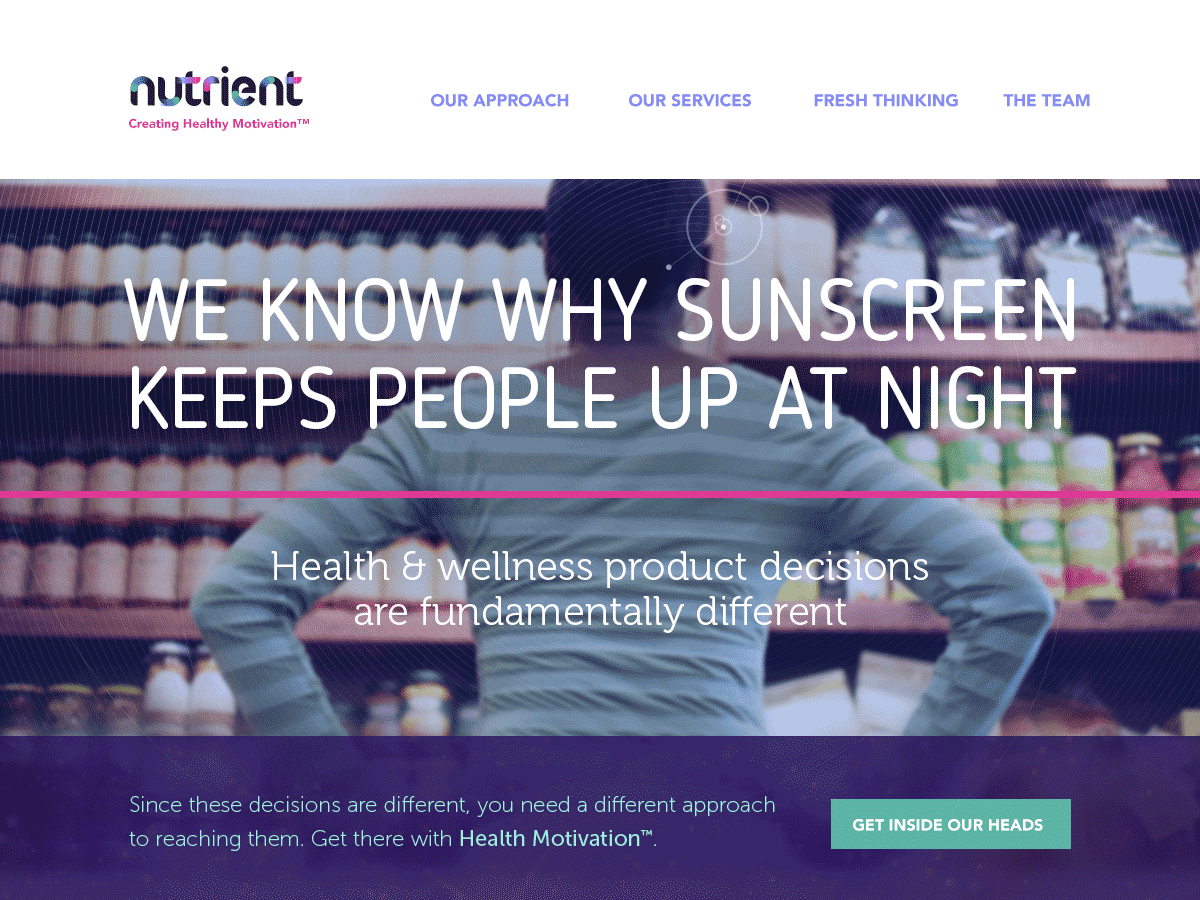 nutrient
Creating Healthy Motivation™
OUR APPROACH
OUR SERVICES
FRESH THINKING
THE TEAM
WE KNOW WHY SUNSCREEN
KEEPS PEOPLE UP AT NIGHT
Health & wellness product decisions
are fundamentally different
Since these decisions are different, you need a different approach
to reaching them. Get there with Health Motivation™.
GET INSIDE OUR HEADS